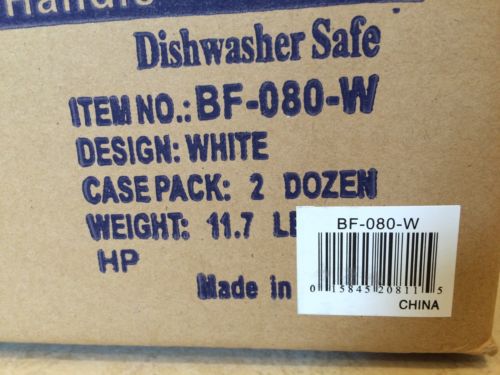 Handle
Dishwasher Safe
ITEM NO.: BF-080-W
DESIGN: WHITE
CASE PACK: 2 DOZEN
WEIGHT: 11.7
HP
Made in
BF-080-W
0 15845 20811 5
CHINA